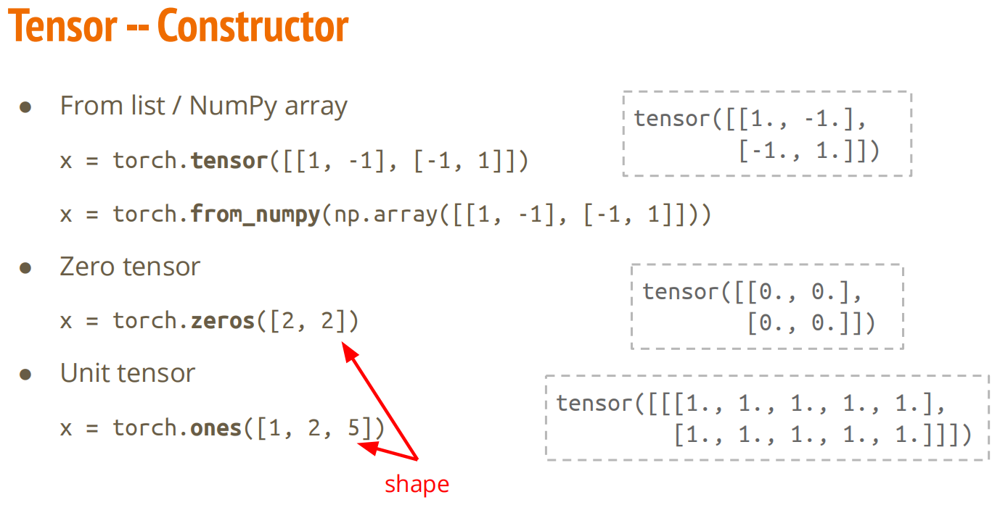 Tensor -- Constructor
● From list / NumPy array
x = torch.tensor([[1, -1], [-1, 1]])
x = torch.from_numpy(np.array([[1, -1], [-1, 1]]))
tensor([[1., -1.],
[-1., 1.]])
● Zero tensor
x = torch.zeros([2, 2])
tensor([[0., 0.],
[0., 0.]])
● Unit tensor
x = torch.ones([1, 2, 5])
tensor([[[1., 1., 1., 1., 1.],
[1., 1., 1., 1., 1.]]])
shape